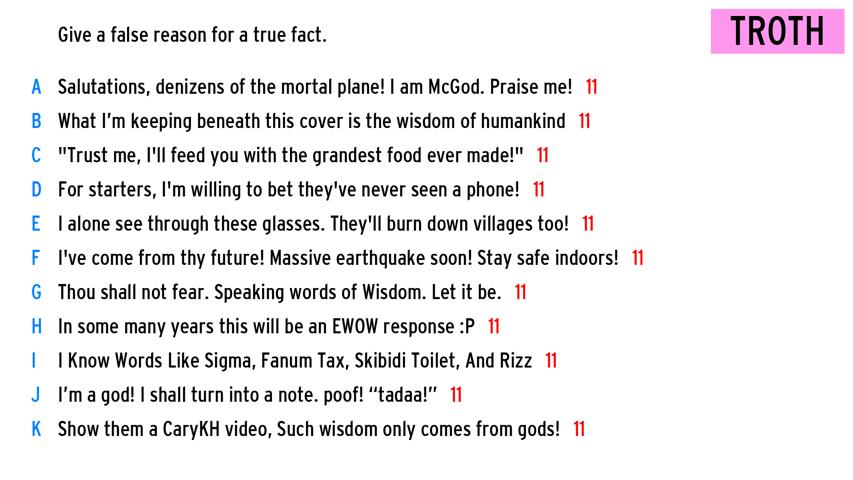 Give a false reason for a true fact.
TROTH
A Salutations, denizens of the mortal plane! I am McGod. Praise me! 11
B What I’m keeping beneath this cover is the wisdom of humankind 11
C "Trust me, I'll feed you with the grandest food ever made!" 11
D For starters, I'm willing to bet they've never seen a phone! 11
E I alone see through these glasses. They'll burn down villages too! 11
F I've come from thy future! Massive earthquake soon! Stay safe indoors! 11
G Thou shall not fear. Speaking words of Wisdom. Let it be. 11
H In some many years this will be an EWOW response :P 11
I I Know Words Like Sigma, Fanum Tax, Skibidi Toilet, And Rizz 11
J I’m a god! I shall turn into a note. poof! “tadaa!” 11
K Show them a CaryKH video, Such wisdom only comes from gods! 11